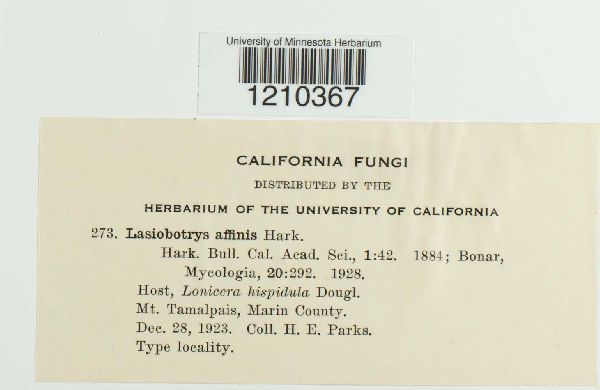 University of Minnesota Herbarium
1210367
CALIFORNIA FUNGI
DISTRIBUTED BY THE
HERBARIUM OF THE UNIVERSITY OF CALIFORNIA
273. Lasiobotrys affinis Hark.
Hark. Bull. Cal. Acad. Sci., 1:42. 1884; Bonar,
Mycologia, 20:292. 1928.
Host, Lonicera hispidula Dougl.
Mt. Tamalpais, Marin County.
Dec. 28, 1923. Coll. H. E. Parks.
Type locality.